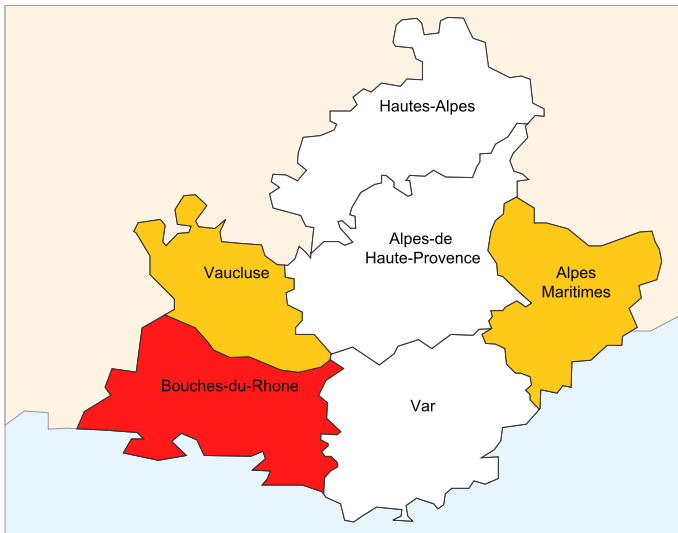 Hautes-Alpes
Alpes-de
Haute-Provence
Vaucluse
Alpes
Maritimes
Bouches-du-Rhone
Var